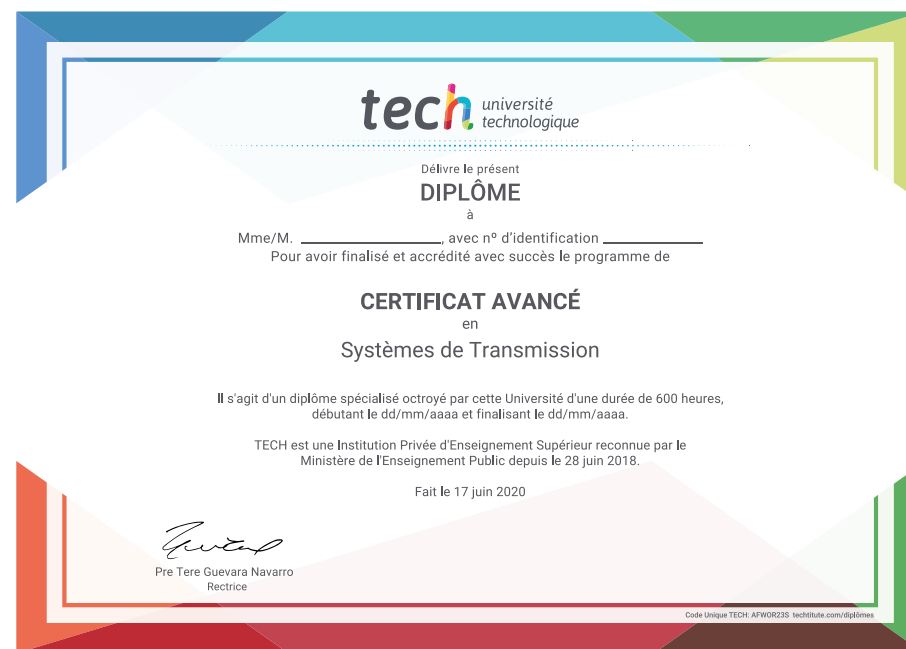 tech université
technologique
Délivre le présent
DIPLÔME
à
Mme/M. ____________________, avec nº d'identification ______________
Pour avoir finalisé et accrédité avec succès le programme de
CERTIFICAT AVANCÉ
en
Systèmes de Transmission
Il s'agit d'un diplôme spécialisé octroyé par cette Université d'une durée de 600 heures,
débutant le dd/mm/aaaa et finalisant le dd/mm/aaaa.
TECH est une Institution Privée d'Enseignement Supérieur reconnue par le
Ministère de l'Enseignement Public depuis le 28 juin 2018.
Fait le 17 juin 2020
Pre Tere Guevara Navarro
Rectrice
Code Unique TECH: AFWOR23S techtitute.com/diplômes